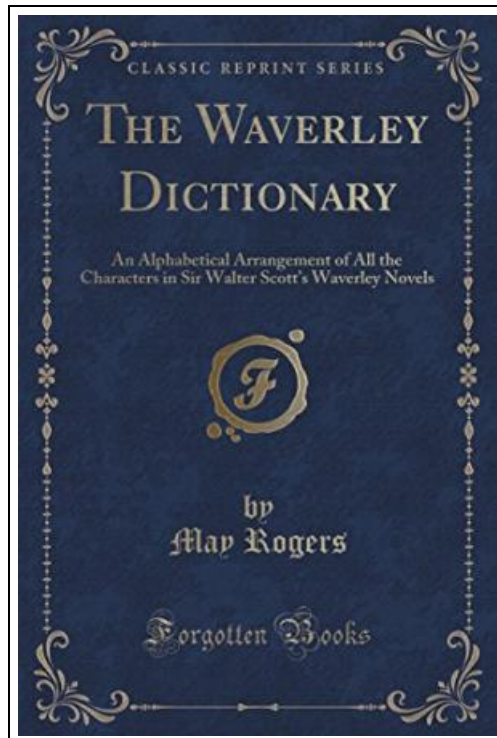 CLASSIC REPRINT SERIES
THE WAVERLEY
DICTIONARY
An Alphabetical Arrangement of All the
Characters in Sir Walter Scott's Waverley Novels
F
by
May Rogers
Forgotten Books